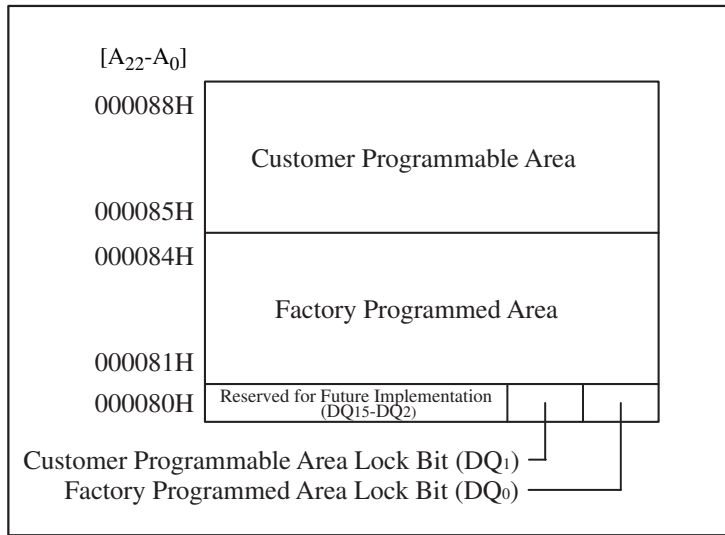 [A22-A0]
000088H
Customer Programmable Area
000085H
000084H
Factory Programmed Area
000081H
000080H
Reserved for Future Implementation
(DQ15-DQ2)
Customer Programmable Area Lock Bit (DQ1)
Factory Programmed Area Lock Bit (DQ0)